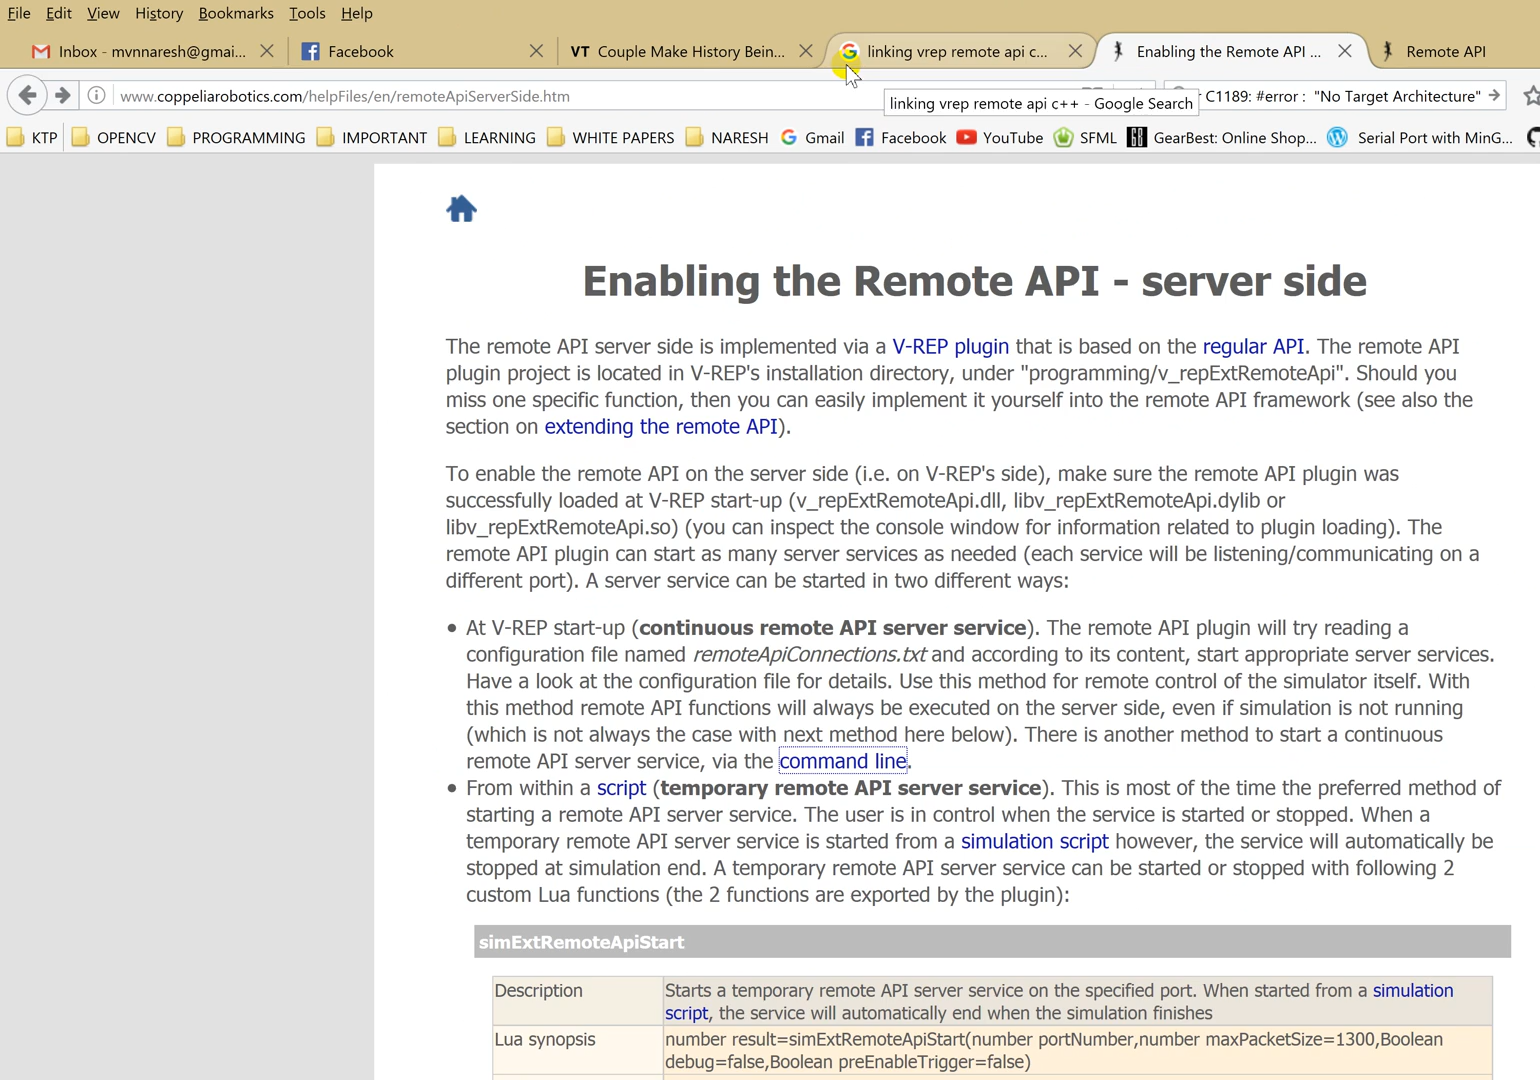 File Edit View History Bookmarks Tools Help
Inbox - mvnnaresh@gmai... Facebook VT Couple Make History Bein... linking vrep remote api c... Enabling the Remote API ... Remote API
www.coppeliarobotics.com/helpFiles/en/remoteApiServerSide.htm C1189: #error : "No Target Architecture"
linking vrep remote api c++ - Google Search
KTP OPENCV PROGRAMMING IMPORTANT LEARNING WHITE PAPERS NARESH Gmail Facebook YouTube SFML GearBest: Online Shop... Serial Port with MinG...
Enabling the Remote API - server side
The remote API server side is implemented via a V-REP plugin that is based on the regular API. The remote API
plugin project is located in V-REP's installation directory, under "programming/v_repExtRemoteApi". Should you
miss one specific function, then you can easily implement it yourself into the remote API framework (see also the
section on extending the remote API).
To enable the remote API on the server side (i.e. on V-REP's side), make sure the remote API plugin was
successfully loaded at V-REP start-up (v_repExtRemoteApi.dll, libv_repExtRemoteApi.dylib or
libv_repExtRemoteApi.so) (you can inspect the console window for information related to plugin loading). The
remote API plugin can start as many server services as needed (each service will be listening/communicating on a
different port). A server service can be started in two different ways:
• At V-REP start-up (continuous remote API server service). The remote API plugin will try reading a
configuration file named remoteApiConnections.txt and according to its content, start appropriate server services.
Have a look at the configuration file for details. Use this method for remote control of the simulator itself. With
this method remote API functions will always be executed on the server side, even if simulation is not running
(which is not always the case with next method here below). There is another method to start a continuous
remote API server service, via the command line.
• From within a script (temporary remote API server service). This is most of the time the preferred method of
starting a remote API server service. The user is in control when the service is started or stopped. When a
temporary remote API server service is started from a simulation script however, the service will automatically be
stopped at simulation end. A temporary remote API server service can be started or stopped with following 2
custom Lua functions (the 2 functions are exported by the plugin):
simExtRemoteApiStart
Description Starts a temporary remote API server service on the specified port. When started from a simulation
script, the service will automatically end when the simulation finishes
Lua synopsis number result=simExtRemoteApiStart(number portNumber,number maxPacketSize=1300,Boolean
debug=false,Boolean preEnableTrigger=false)